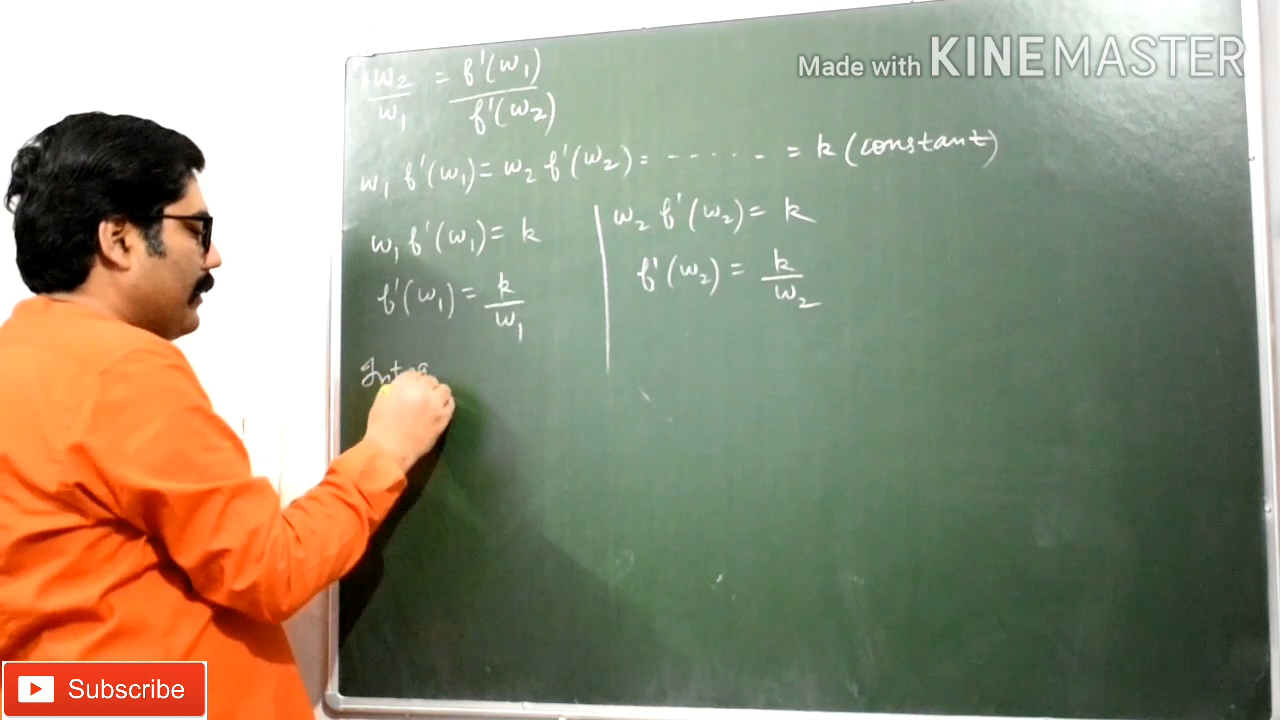 Made with KINEMASTER
w₂/w₁ = f'(w₁)/f'(w₂)
w₁ f'(w₁) = w₂ f'(w₂) = - - - - - - = k (constant)
w₁ f'(w₁) = k
f'(w₁) = k/w₁
w₂ f'(w₂) = k
f'(w₂) = k/w₂
Integ
Subscribe